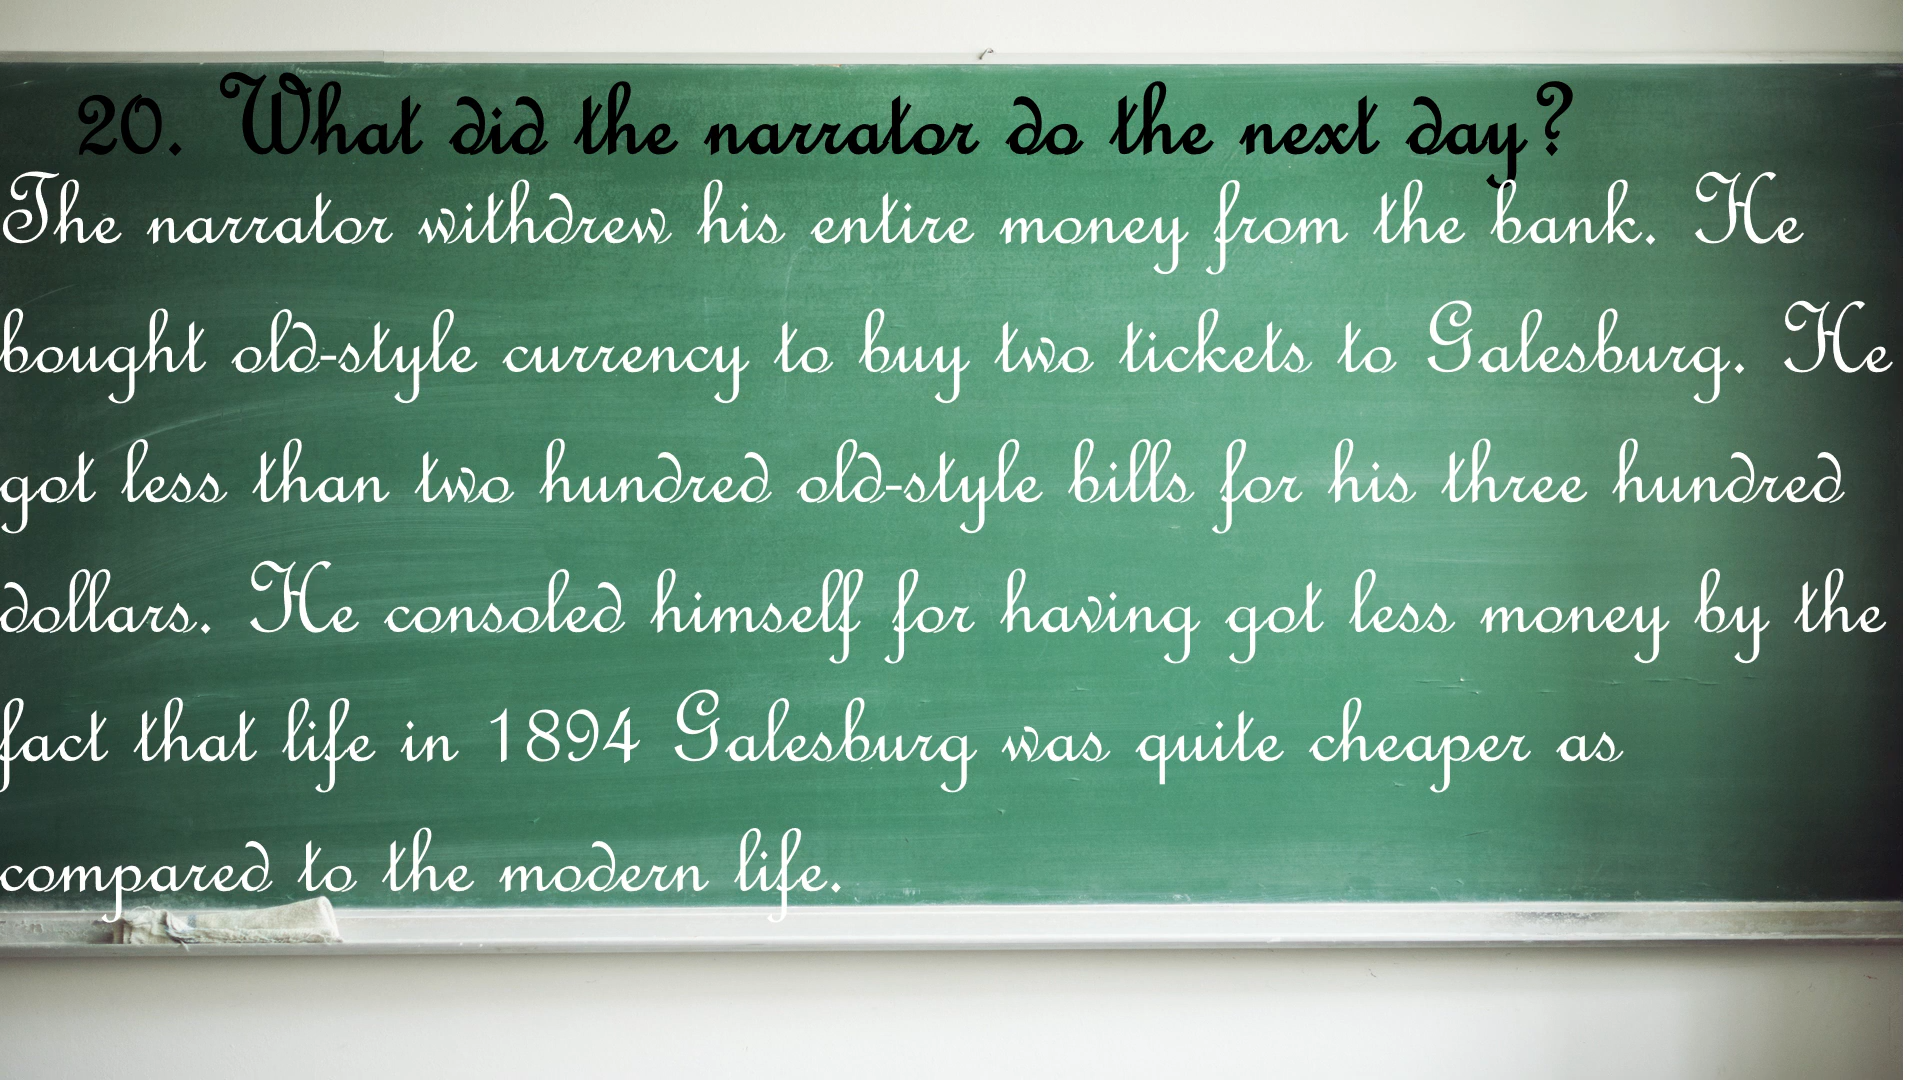 20. What did the narrator do the next day?
The narrator withdrew his entire money from the bank. He
bought old-style currency to buy two tickets to Galesburg. He
got less than two hundred old-style bills for his three hundred
dollars. He consoled himself for having got less money by the
fact that life in 1894 Galesburg was quite cheaper as
compared to the modern life.